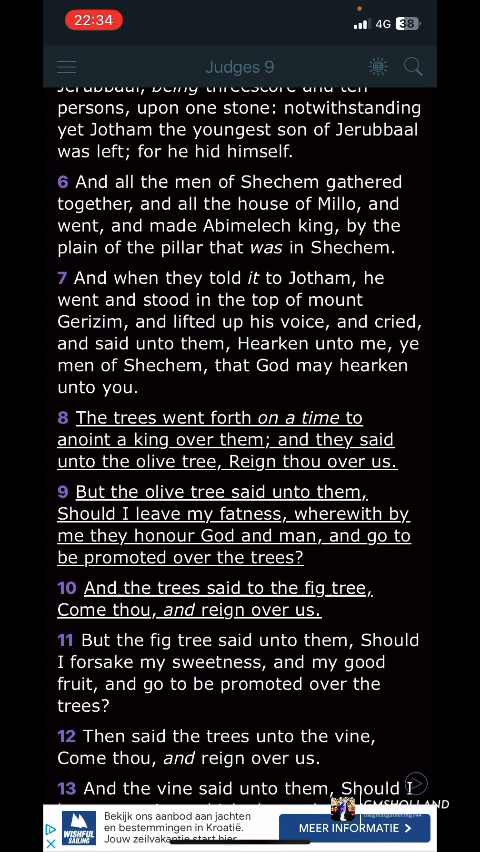 22:34
4G 38
Judges 9
Jerubbaal, being threescore and ten
persons, upon one stone: notwithstanding
yet Jotham the youngest son of Jerubbaal
was left; for he hid himself.
6 And all the men of Shechem gathered
together, and all the house of Millo, and
went, and made Abimelech king, by the
plain of the pillar that was in Shechem.
7 And when they told it to Jotham, he
went and stood in the top of mount
Gerizim, and lifted up his voice, and cried,
and said unto them, Hearken unto me, ye
men of Shechem, that God may hearken
unto you.
8 The trees went forth on a time to
anoint a king over them; and they said
unto the olive tree, Reign thou over us.
9 But the olive tree said unto them,
Should I leave my fatness, wherewith by
me they honour God and man, and go to
be promoted over the trees?
10 And the trees said to the fig tree,
Come thou, and reign over us.
11 But the fig tree said unto them, Should
I forsake my sweetness, and my good
fruit, and go to be promoted over the
trees?
12 Then said the trees unto the vine,
Come thou, and reign over us.
13 And the vine said unto them, Should I
GMSHOLLAND
WISHFUL
SAILING
Bekijk ons aanbod aan jachten
en bestemmingen in Kroatië.
Jouw zeilvakantie start hier
MEER INFORMATIE